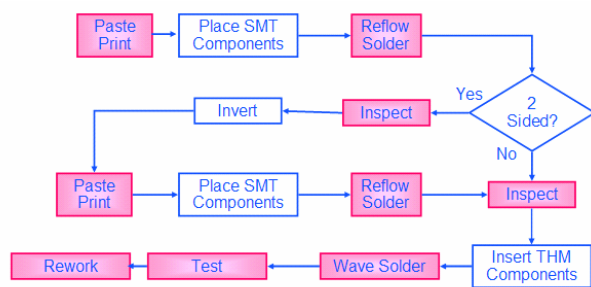 Paste
Print
Place SMT
Components
Reflow
Solder
Yes
2
Sided?
Invert
Inspect
No
Paste
Print
Place SMT
Components
Reflow
Solder
Inspect
Rework
Test
Wave Solder
Insert THM
Components